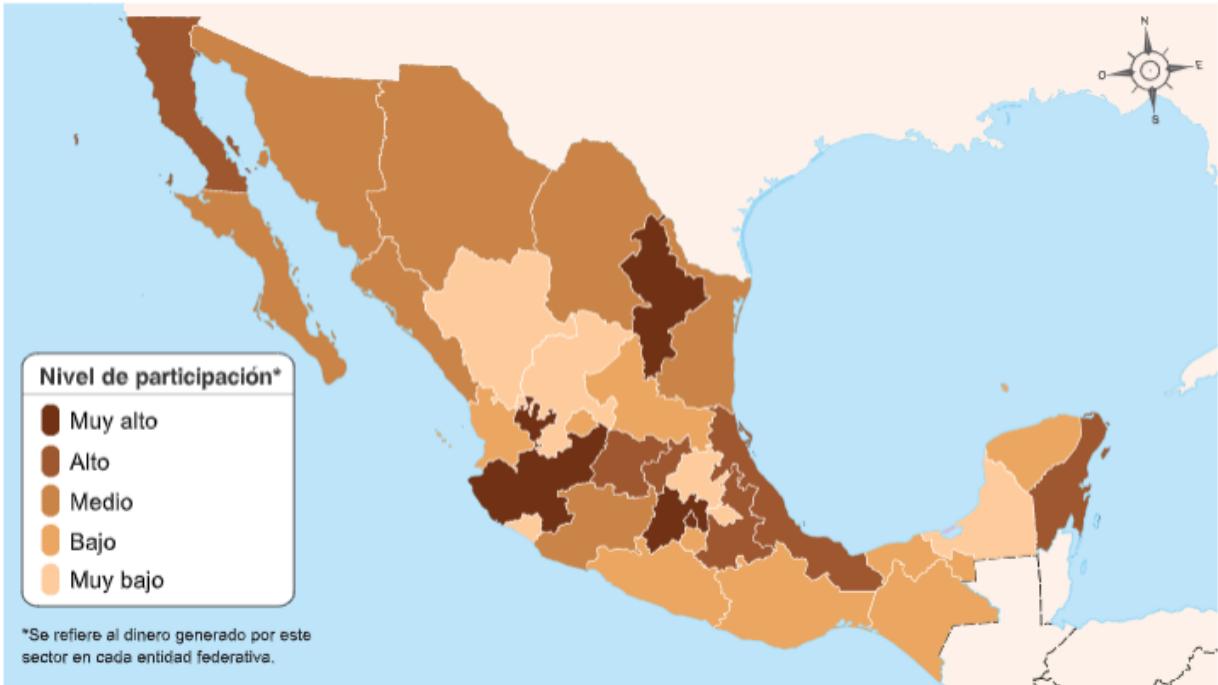 N
O
E
S
Nivel de participación*
Muy alto
Alto
Medio
Bajo
Muy bajo
*Se refiere al dinero generado por este
sector en cada entidad federativa.